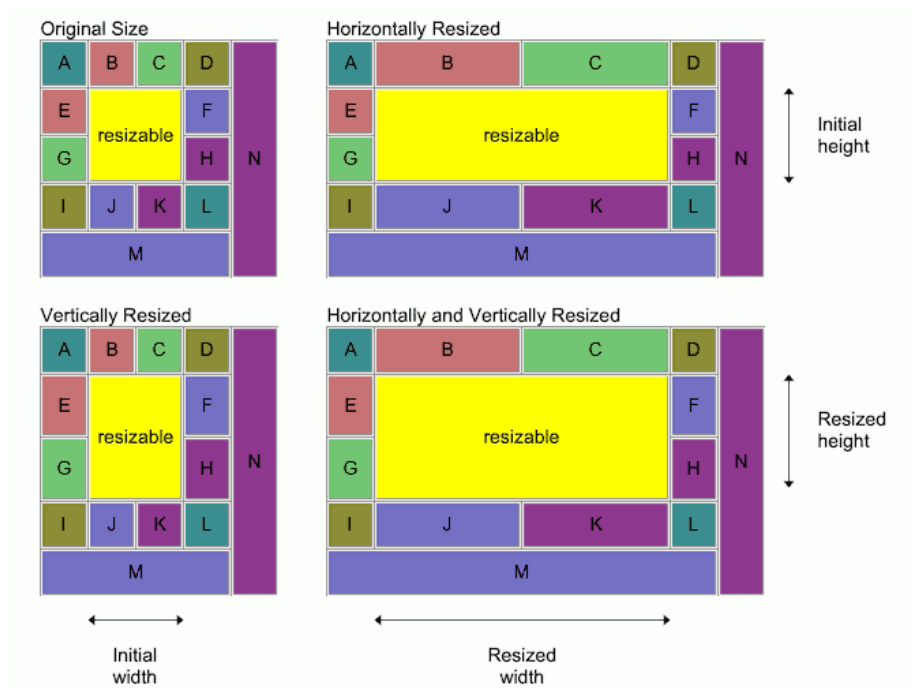 Original Size
A B C D
E resizable F
G H N
I J K L
M
Horizontally Resized
A B C D
E resizable F
G H N
I J K L
M
Initial
height
Vertically Resized
A B C D
E resizable F
G H N
I J K L
M
Horizontally and Vertically Resized
A B C D
E resizable F
G H N
I J K L
M
Resized
height
Initial
width
Resized
width